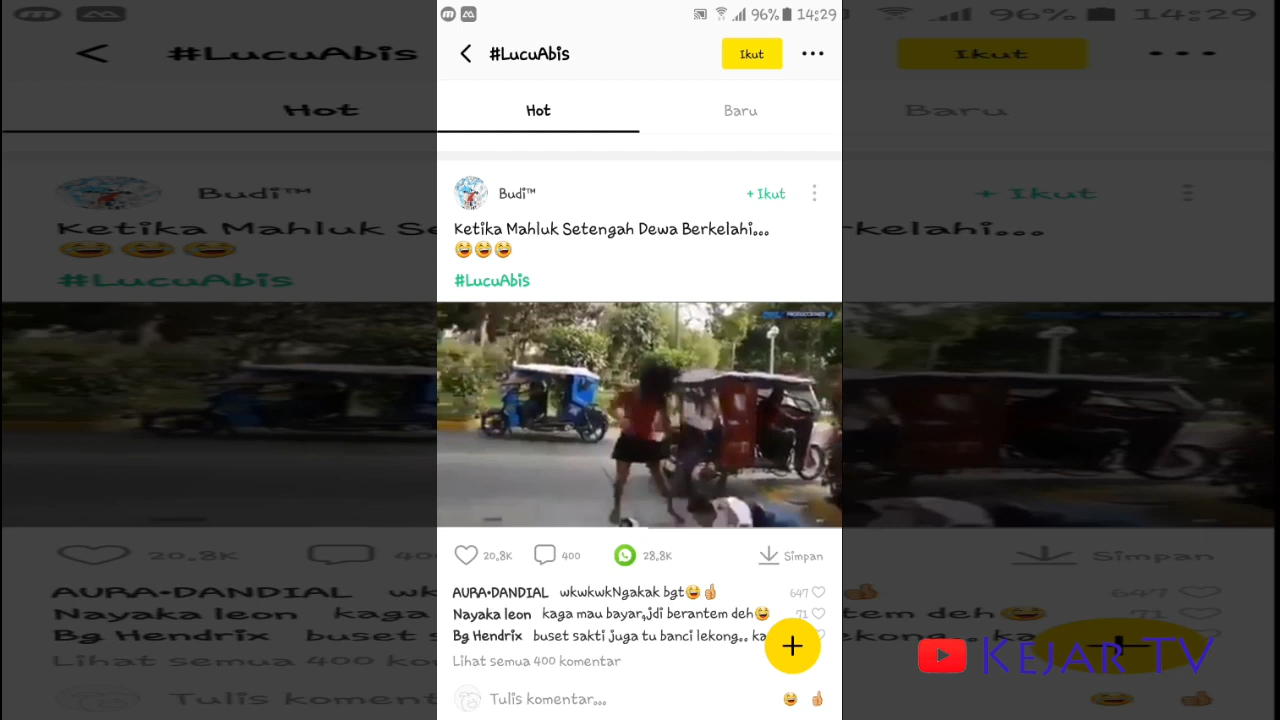 96% 14:29
#LucuAbis
Ikut
Hot
Baru
Budi™
+ Ikut
Ketika Mahluk Setengah Dewa Berkelahi...
😆😆😆
#LucuAbis
PRODUCCIONES
20.8K
400
28.8K
Simpan
AURA•DANDIAL wkwkwkNgakak bgt😆👍
647
Nayaka leon kaga mau bayar,jdi berantem deh😆
71
Bg Hendrix buset sakti juga tu banci lekong.. ka
Lihat semua 400 komentar
Tulis komentar...
KEJAR TV